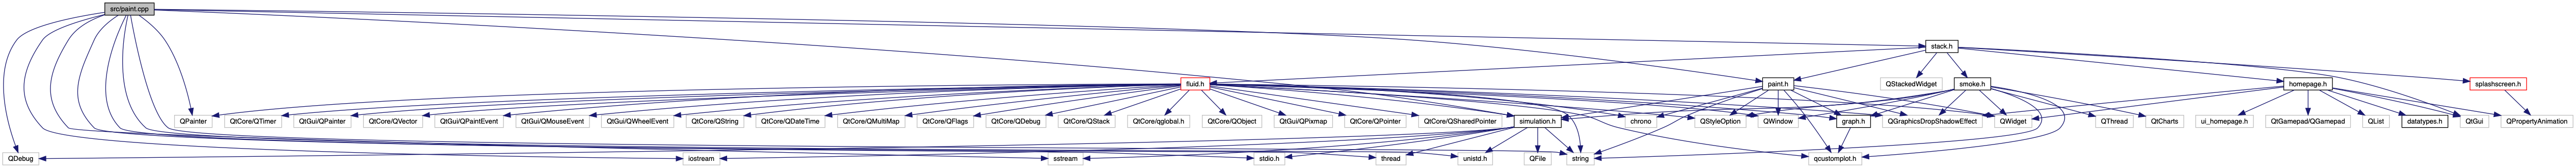 src/paint.cpp
stack.h
fluid.h
paint.h
QStackedWidget
smoke.h
homepage.h
splashscreen.h
QPainter
QtCore/QTimer
QtGui/QPainter
QtCore/QVector
QtGui/QPaintEvent
QtGui/QMouseEvent
QtGui/QWheelEvent
QtCore/QString
QtCore/QDateTime
QtCore/QMultiMap
QtCore/QFlags
QtCore/QDebug
QtCore/QStack
QtCore/qglobal.h
QtCore/QObject
QtGui/QPixmap
QtCore/QPointer
QtCore/QSharedPointer
simulation.h
chrono
QStyleOption
QWindow
graph.h
QGraphicsDropShadowEffect
QWidget
QThread
QtCharts
ui_homepage.h
QtGamepad/QGamepad
QList
datatypes.h
QtGui
QPropertyAnimation
QDebug
iostream
sstream
stdio.h
thread
unistd.h
QFile
string
qcustomplot.h